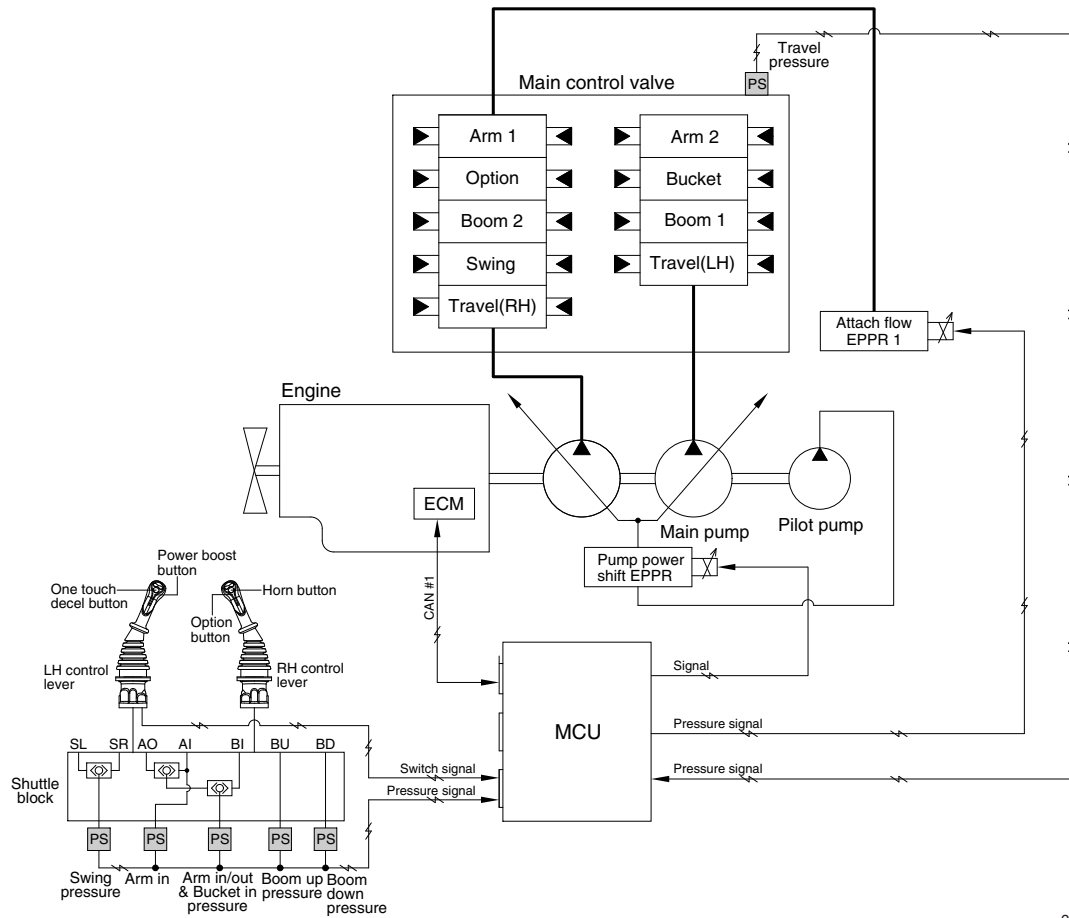 Travel
pressure
PS
Main control valve
Arm 1
Option
Boom 2
Swing
Travel(RH)
Arm 2
Bucket
Boom 1
Travel(LH)
Attach flow
EPPR 1
Engine
ECM
Main pump
Pilot pump
Pump power
shift EPPR
CAN #1
Power boost
button
One touch
decel button
Horn button
Option
button
LH control
lever
RH control
lever
MCU
Signal
Pressure signal
Pressure signal
Switch signal
Pressure signal
SL SR AO AI BI BU BD
Shuttle
block
PS PS PS PS PS
Swing
pressure
Arm in
Arm in/out
& Bucket in
pressure
Boom up
pressure
Boom
down
pressure